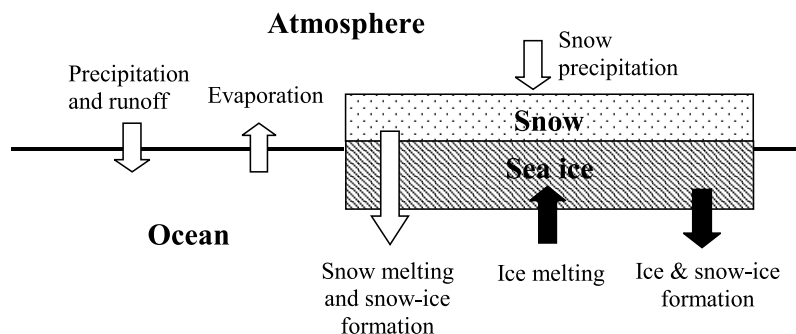 Atmosphere
Snow
precipitation
Precipitation
and runoff
Evaporation
Snow
Sea ice
Ocean
Snow melting
and snow-ice
formation
Ice melting
Ice & snow-ice
formation